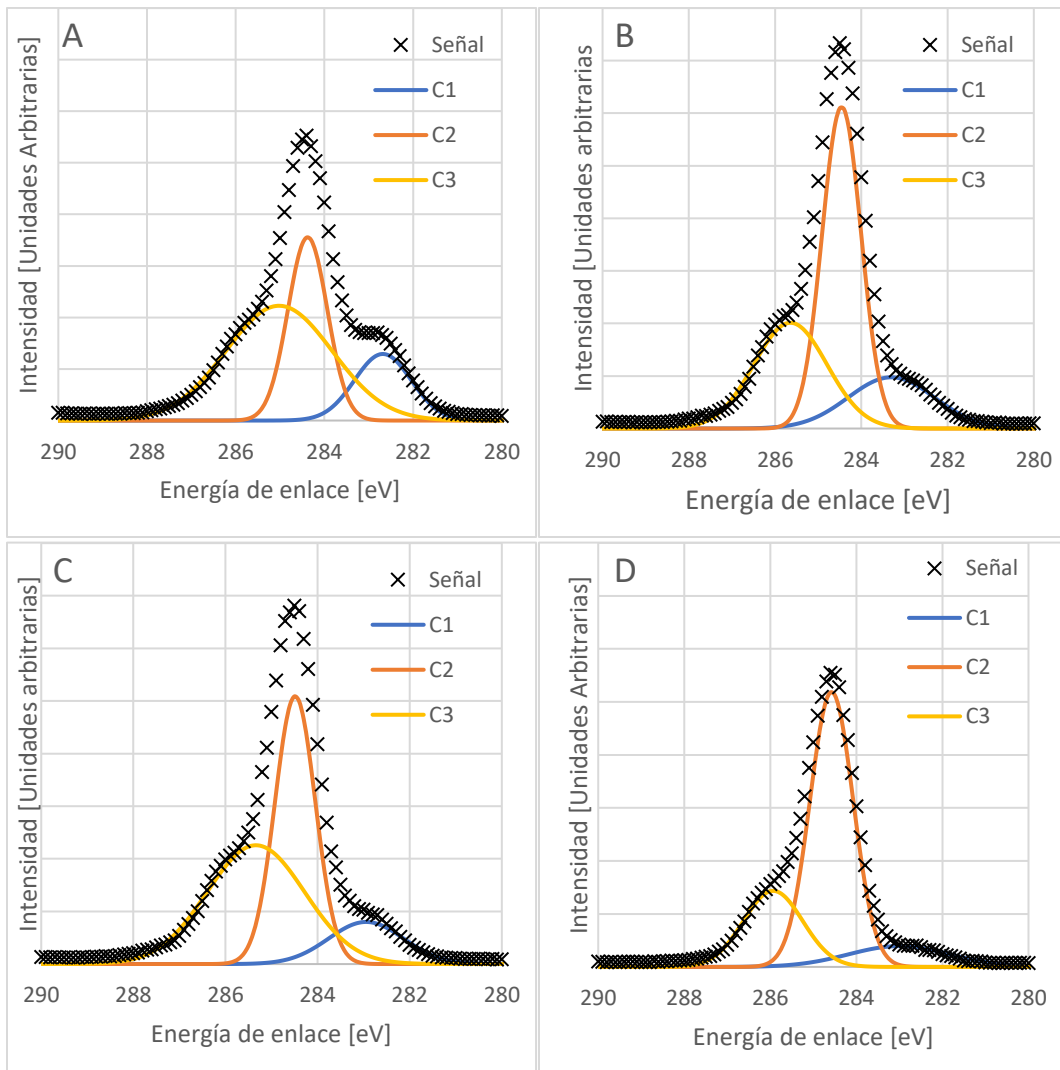 A
Señal
C1
C2
C3
Intensidad [Unidades Arbitrarias]
290 288 286 284 282 280
Energía de enlace [eV]
B
Señal
C1
C2
C3
Intensidad [Unidades arbitrarias
290 288 286 284 282 280
Energía de enlace [eV]
C
Señal
C1
C2
C3
Intensidad [Unidades arbitrarias]
290 288 286 284 282 280
Energía de enlace [eV]
D
Señal
C1
C2
C3
Intensidad [Unidades Arbitrarias
290 288 286 284 282 280
Energía de enlace [eV]